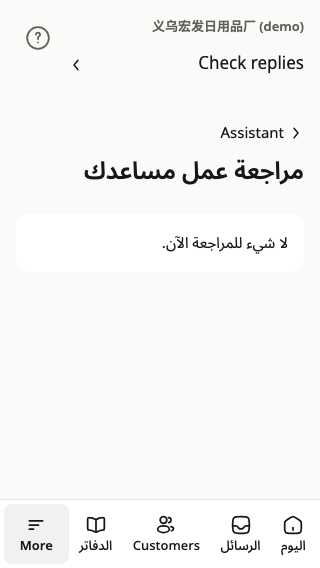 义乌宏发日用品厂 (demo)
Check replies
Assistant
مراجعة عمل مساعدك
لا شيء للمراجعة الآن.
اليوم
الرسائل
Customers
الدفاتر
More